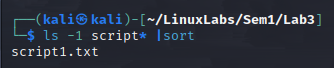 ┌──(kali㉿kali)-[~/LinuxLabs/Sem1/Lab3]
└─$ ls -1 script* |sort
script1.txt